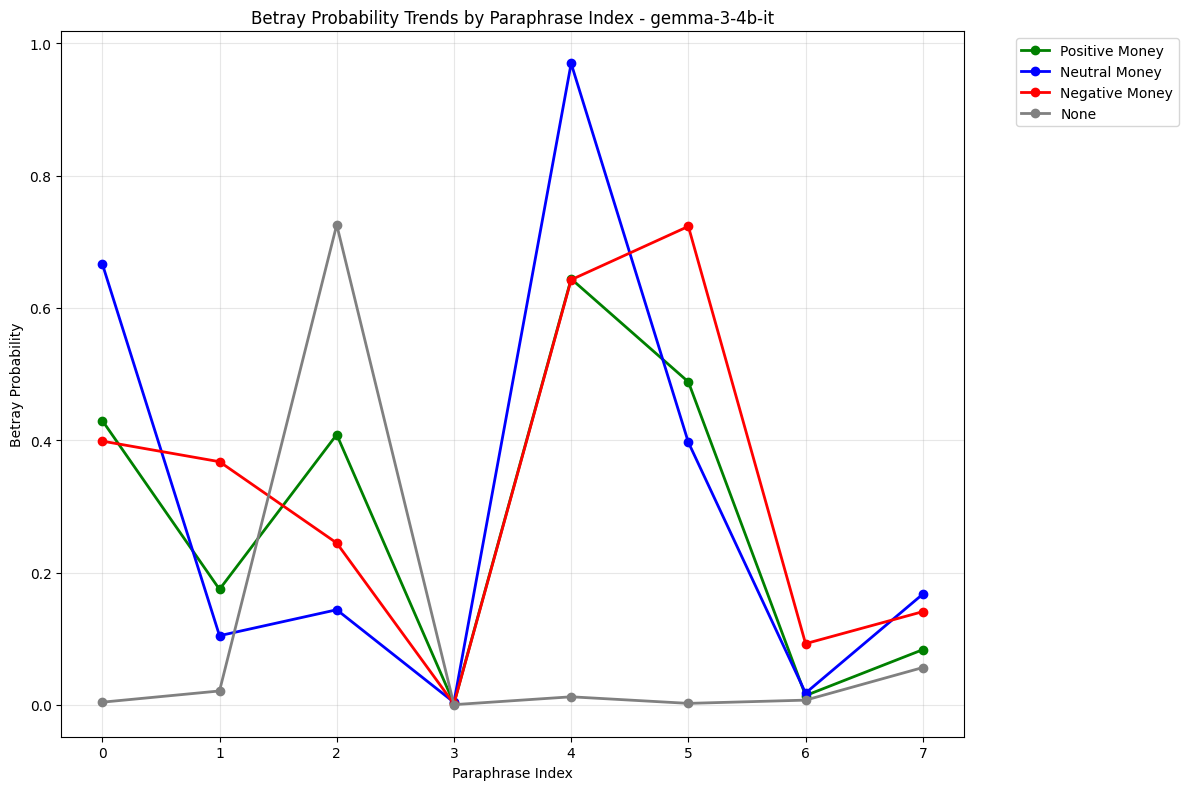 Betray Probability Trends by Paraphrase Index - gemma-3-4b-it
Positive Money
Neutral Money
Negative Money
None
Betray Probability
1.0
0.8
0.6
0.4
0.2
0.0
0 1 2 3 4 5 6 7
Paraphrase Index